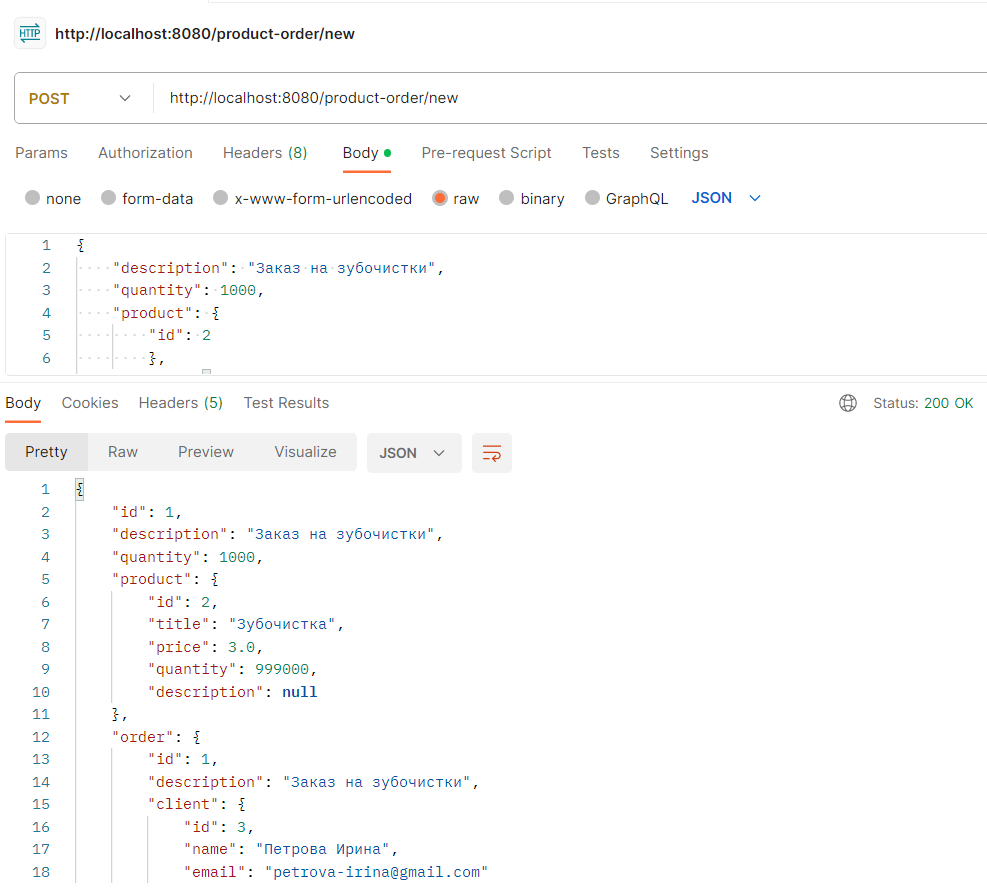 HTTP http://localhost:8080/product-order/new
POST http://localhost:8080/product-order/new
Params Authorization Headers (8) Body Pre-request Script Tests Settings
none form-data x-www-form-urlencoded raw binary GraphQL JSON
1 {
2 "description": "Заказ на зубочистки",
3 "quantity": 1000,
4 "product": {
5 "id": 2
6 },
Body Cookies Headers (5) Test Results Status: 200 OK
Pretty Raw Preview Visualize JSON
1 {
2 "id": 1,
3 "description": "Заказ на зубочистки",
4 "quantity": 1000,
5 "product": {
6 "id": 2,
7 "title": "Зубочистка",
8 "price": 3.0,
9 "quantity": 999000,
10 "description": null
11 },
12 "order": {
13 "id": 1,
14 "description": "Заказ на зубочистки",
15 "client": {
16 "id": 3,
17 "name": "Петрова Ирина",
18 "email": "petrova-irina@gmail.com"